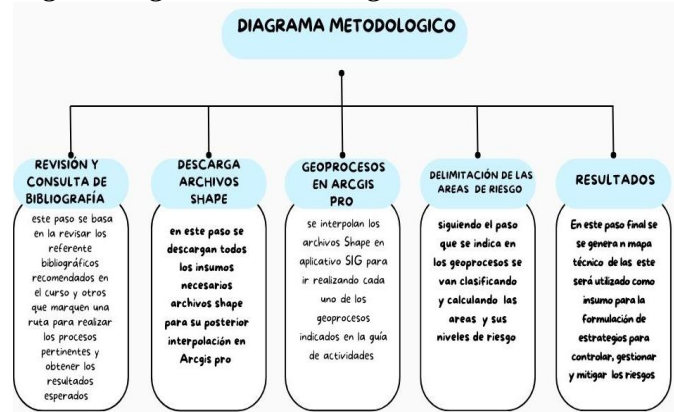 DIAGRAMA METODOLOGICO
REVISIÓN Y
CONSULTA DE
BIBLIOGRAFÍA
este paso se basa
en la revisar los
referente
bibliográficos
recomendados en
el curso y otros
que marquen una
ruta para realizar
los procesos
pertinentes y
obtener los
resultados
esperados
DESCARGA
ARCHIVOS
SHAPE
en este paso se
descargan todos
los insumos
necesarios
archivos shape
para su posterior
interpolación en
Arcgis pro
GEOPROCESOS
EN ARCGIS
PRO
se interpolan los
archivos Shape en
aplicativo SIG para
ir realizando cada
uno de los
geoprocesos
indicados en la guía
de actividades
DELIMITACIÓN DE LAS
AREAS DE RIESGO
siguiendo el paso
que se indica en
los geoprocesos se
van clasificando
y calculando las
areas y sus
niveles de riesgo
RESULTADOS
En este paso final se
se genera n mapa
técnico de las este
será utilizado como
insumo para la
formulación de
estrategios para
controlar, gestionar
y mitigar los riesgos